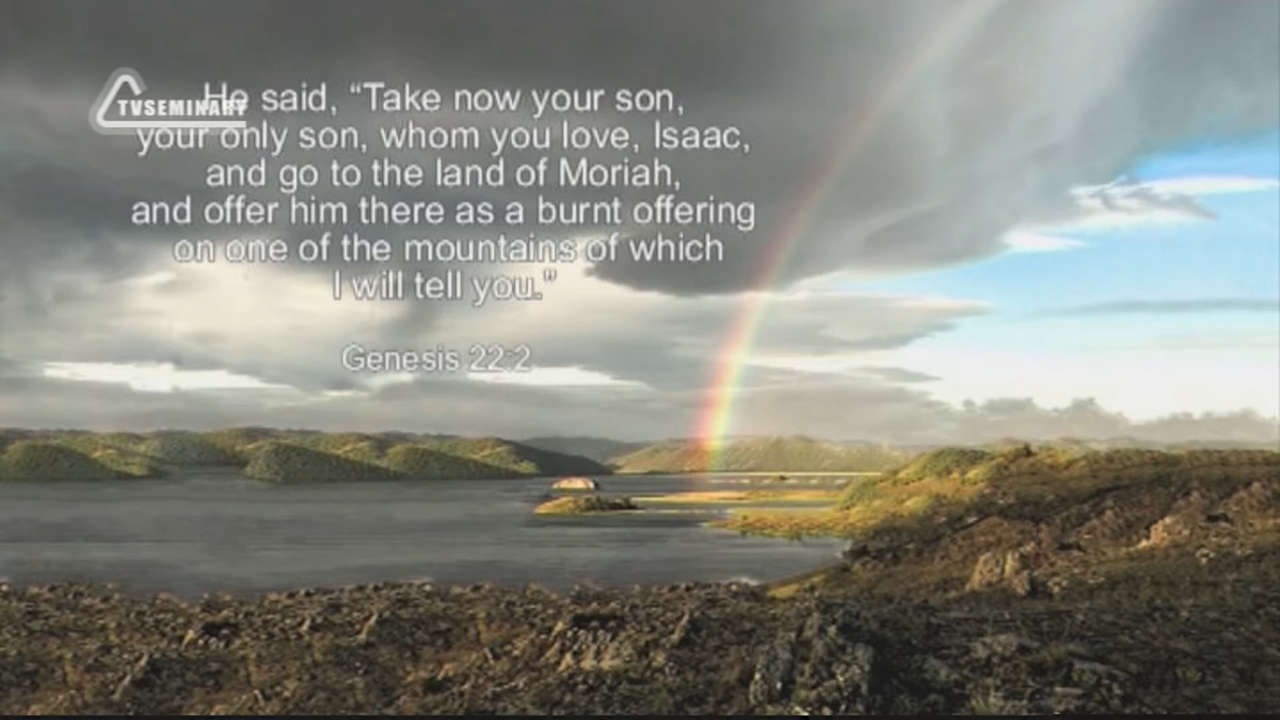 TVSEMINARY
He said, “Take now your son,
your only son, whom you love, Isaac,
and go to the land of Moriah,
and offer him there as a burnt offering
on one of the mountains of which
I will tell you.”
Genesis 22:2